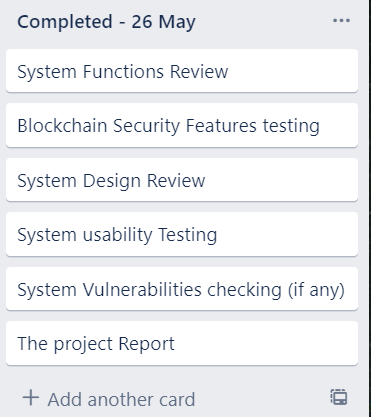 Completed - 26 May
System Functions Review
Blockchain Security Features testing
System Design Review
System usability Testing
System Vulnerabilities checking (if any)
The project Report
Add another card